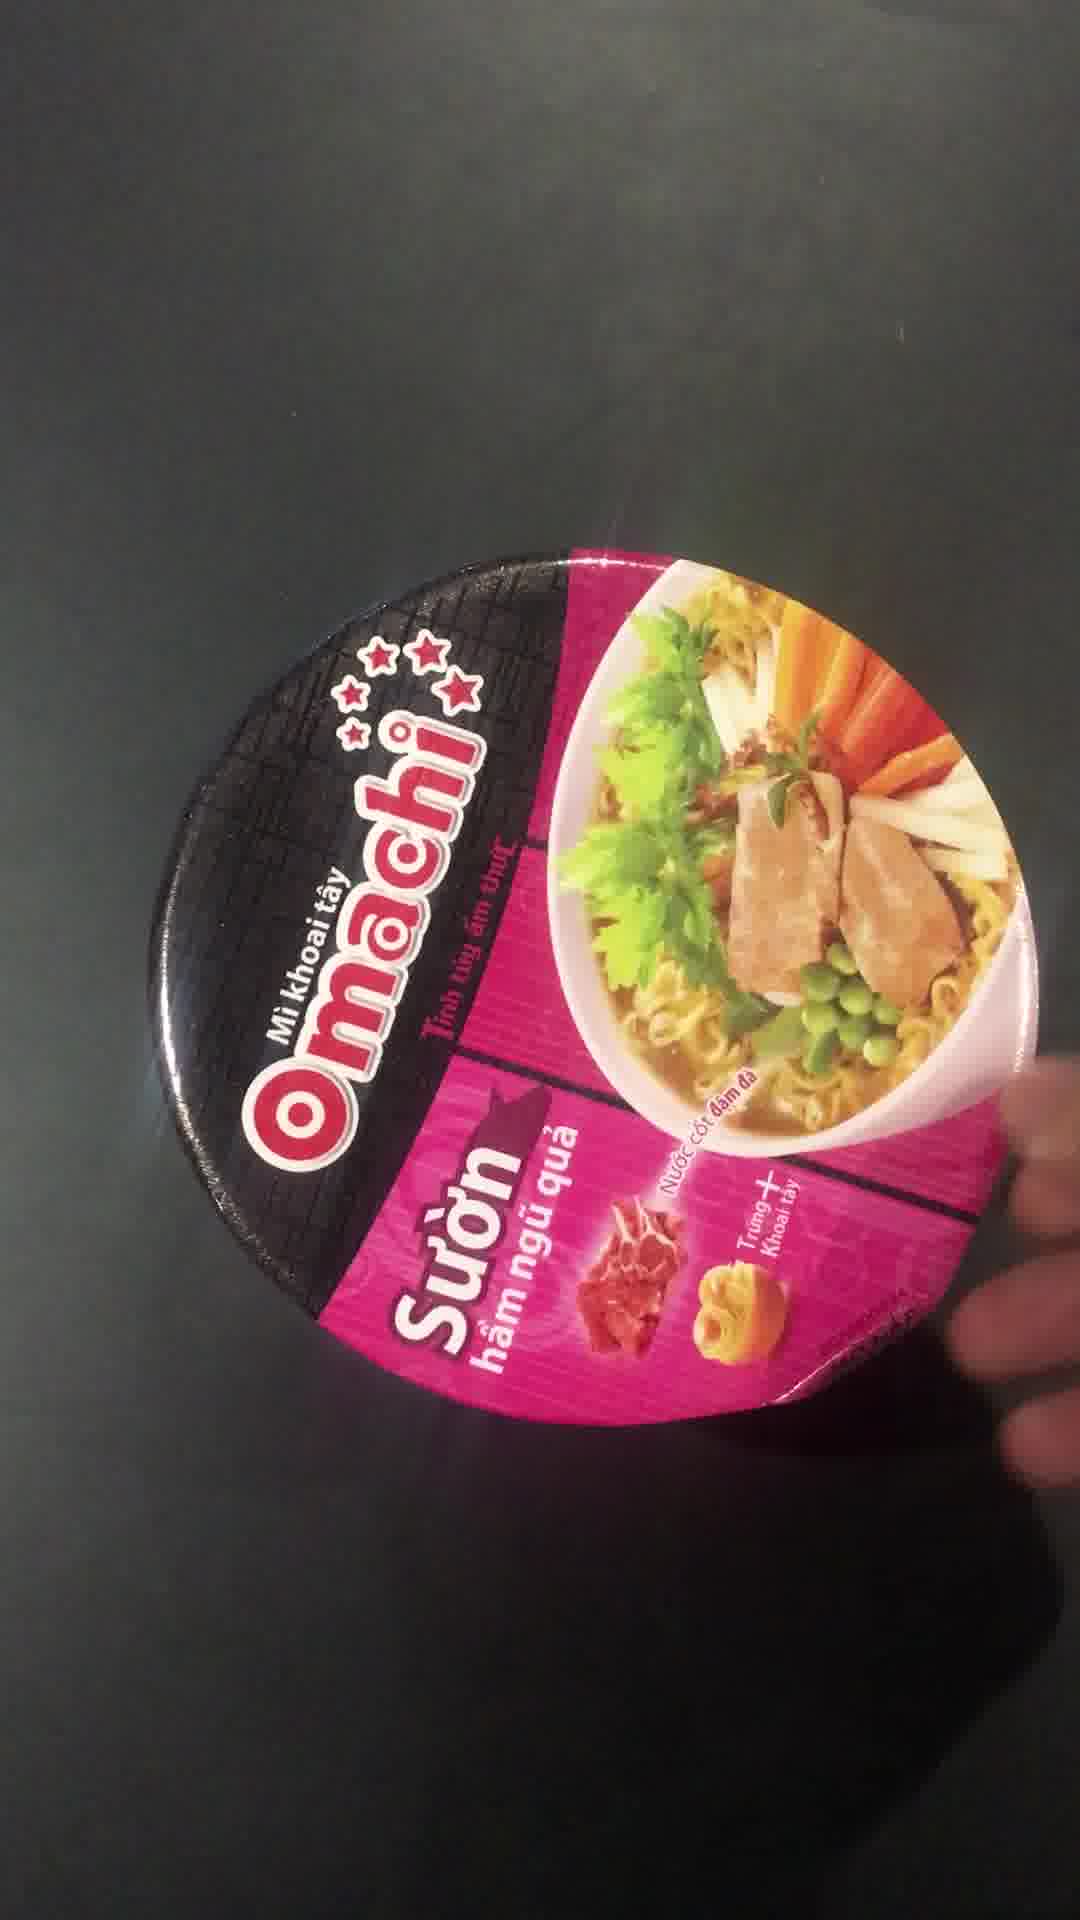 Mì khoai tây
Omachi
Tinh túy ẩm thực
Sườn
hầm ngũ quả
Nước cốt đậm đà
Trứng +
Khoai tây